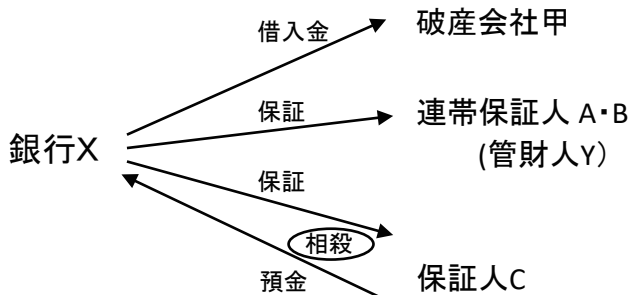 借入金
破産会社甲
保証
連帯保証人 A・B
(管財人Y)
銀行X
保証
相殺
預金
保証人C